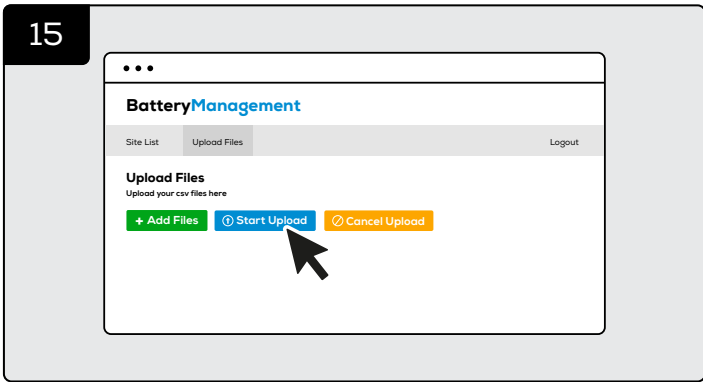 15
BatteryManagement
Site List Upload Files Logout
Upload Files
Upload your csv files here
+ Add Files Start Upload Cancel Upload